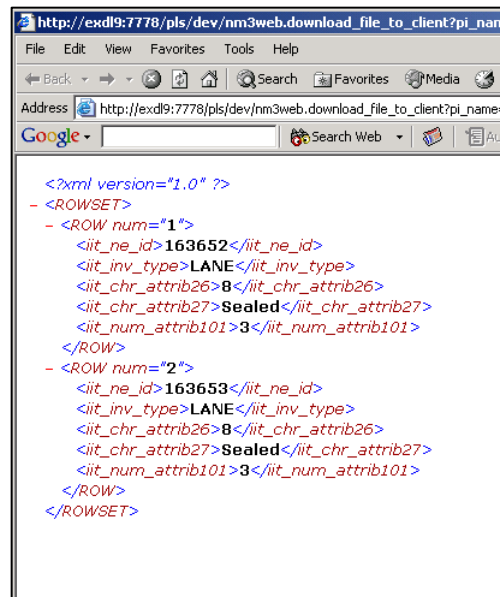 http://exdl9:7778/pls/dev/nm3web.download_file_to_client?pi_nam
File Edit View Favorites Tools Help
Back Search Favorites Media
Address http://exdl9:7778/pls/dev/nm3web.download_file_to_client?pi_name=
Google Search Web Au
<?xml version="1.0" ?>
- <ROWSET>
- <ROW num="1">
<iit_ne_id>163652</iit_ne_id>
<iit_inv_type>LANE</iit_inv_type>
<iit_chr_attrib26>8</iit_chr_attrib26>
<iit_chr_attrib27>Sealed</iit_chr_attrib27>
<iit_num_attrib101>3</iit_num_attrib101>
</ROW>
- <ROW num="2">
<iit_ne_id>163653</iit_ne_id>
<iit_inv_type>LANE</iit_inv_type>
<iit_chr_attrib26>8</iit_chr_attrib26>
<iit_chr_attrib27>Sealed</iit_chr_attrib27>
<iit_num_attrib101>3</iit_num_attrib101>
</ROW>
</ROWSET>